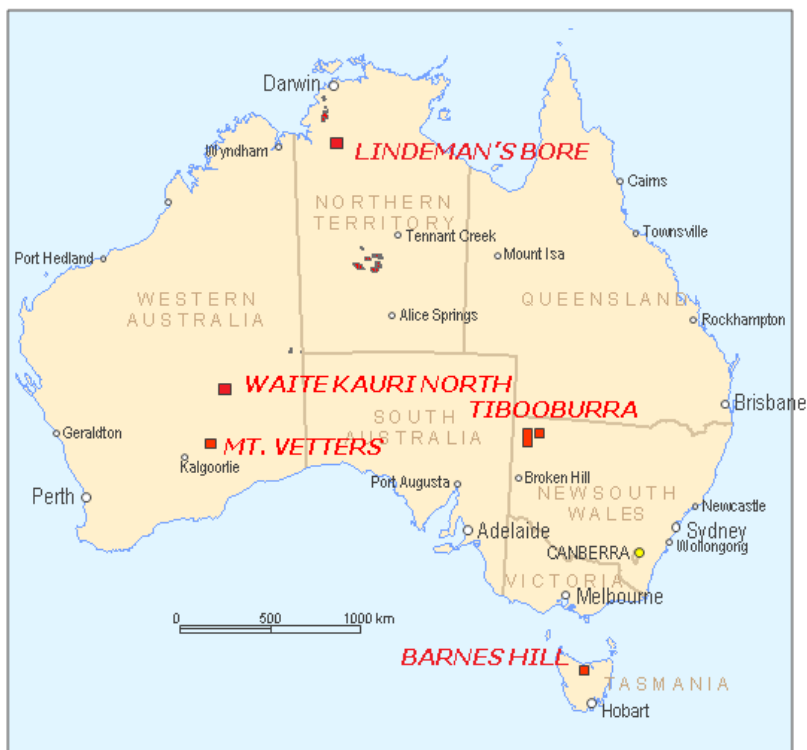 Darwin
Wyndham
LINDEMAN'S BORE
Cairns
NORTHERN
TERRITORY
Tennant Creek
Townsville
Port Hedland
Mount Isa
WESTERN
AUSTRALIA
QUEENSLAND
Alice Springs
Rockhampton
WAITE KAURI NORTH
TIBOOBURRA
Brisbane
SOUTH
AUSTRALIA
Geraldton
MT. VETTERS
Kalgoorlie
Port Augusta
Broken Hill
Perth
NEW SOUTH
WALES
Newcastle
Adelaide
Sydney
Wollongong
CANBERRA
VICTORIA
Melbourne
0 500 1000 km
BARNES HILL
TASMANIA
Hobart